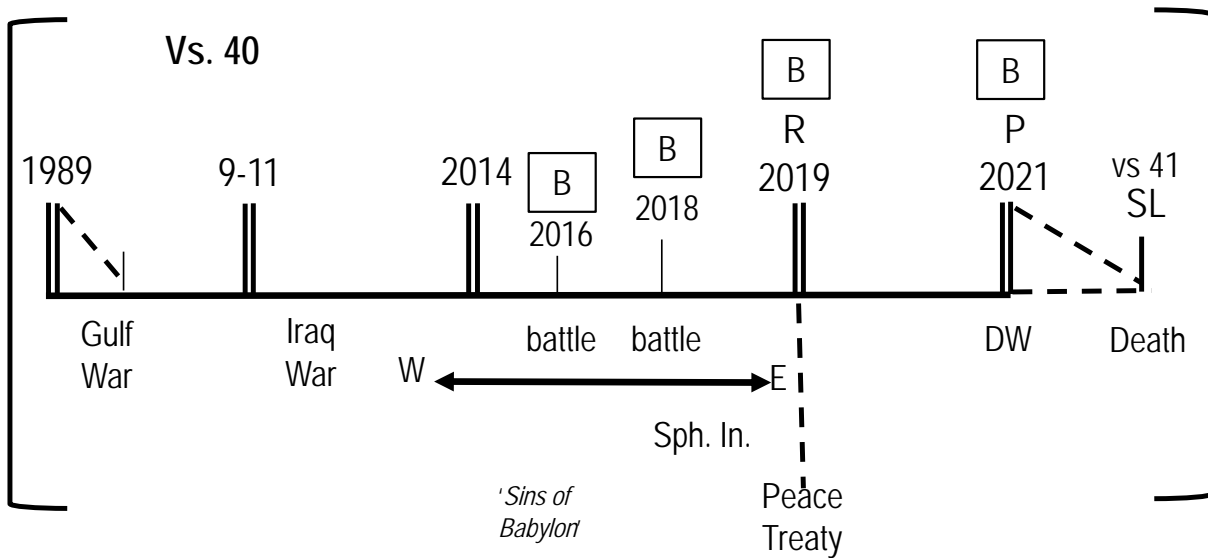 Vs. 40
B
B
R
P
B
B
1989
9-11
2014
2016
2018
2019
2021
vs 41
SL
Gulf
War
Iraq
War
battle
battle
DW
Death
W
E
Sph. In.
'Sins of
Babylon'
Peace
Treaty